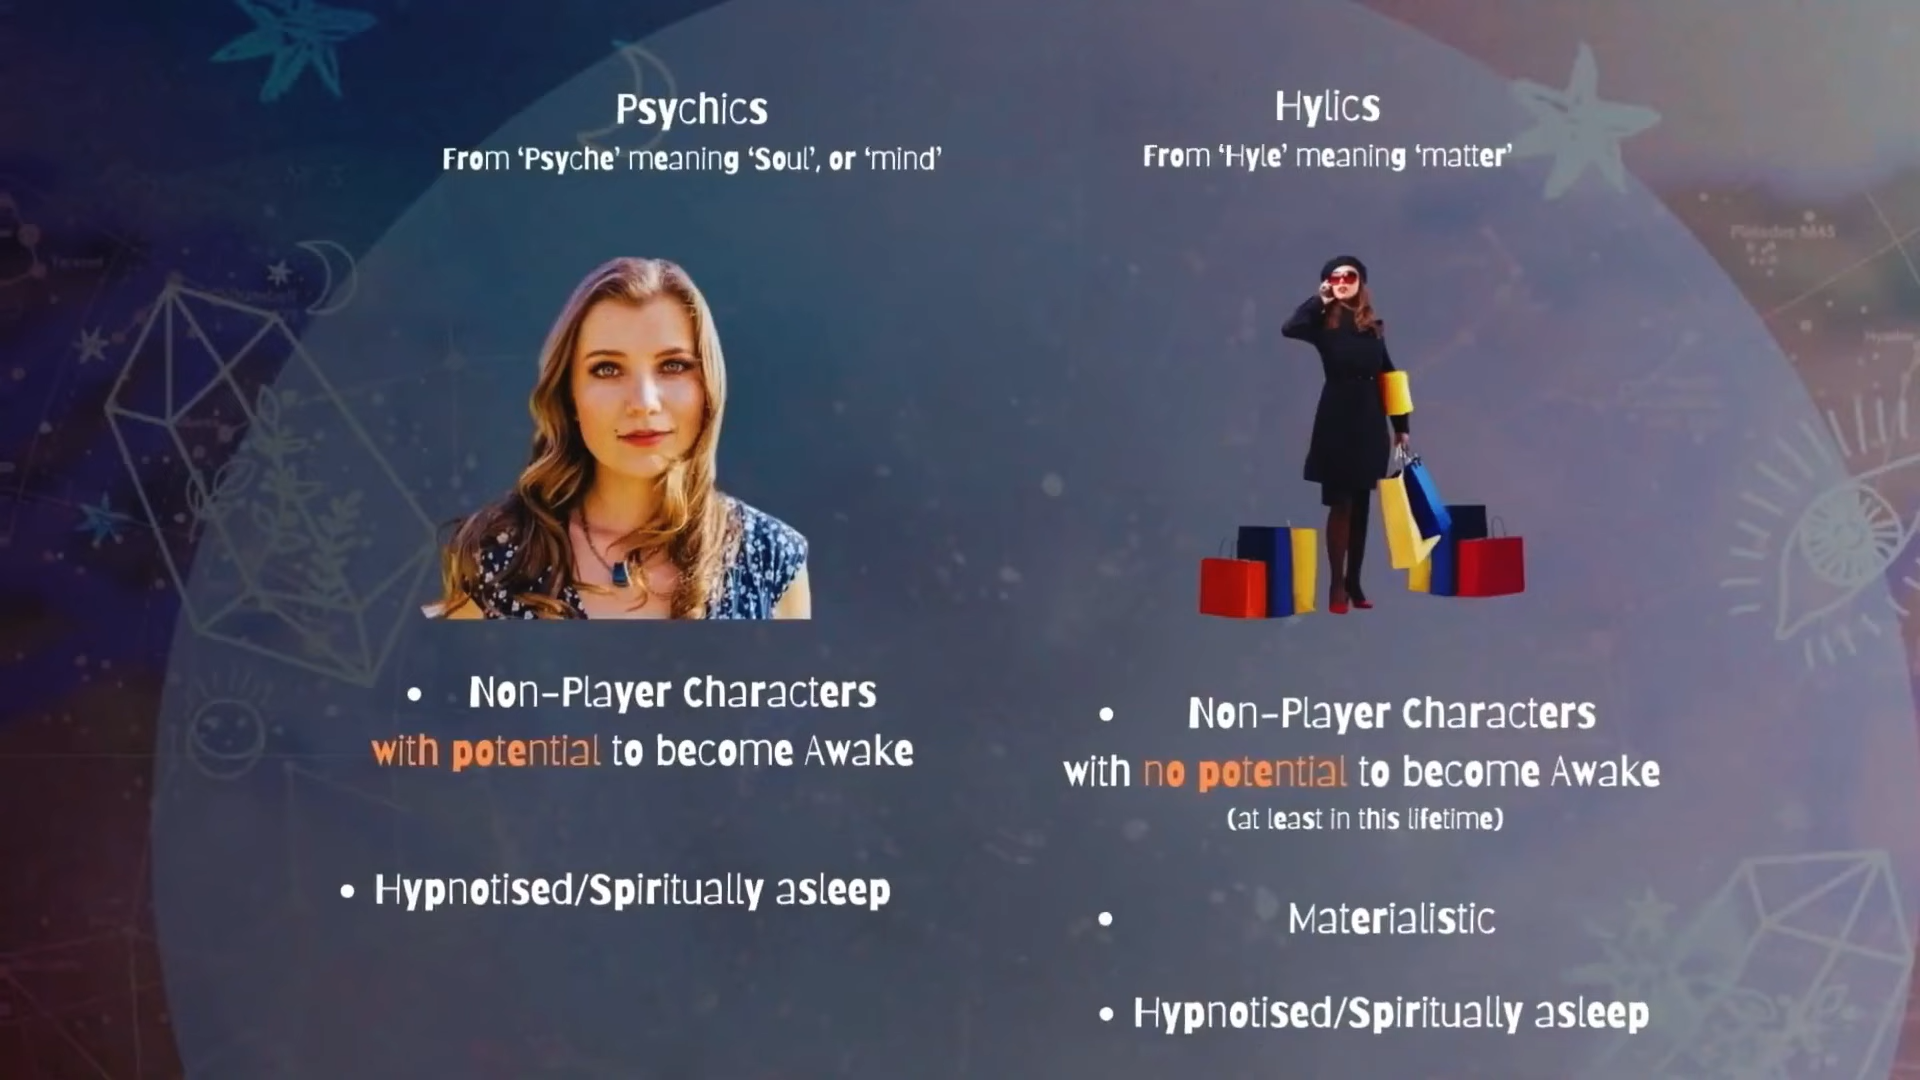 Psychics
From ‘Psyche’ meaning ‘Soul’, or ‘mind’
• Non-Player Characters
with potential to become Awake
• Hypnotised/Spiritually asleep
Hylics
From ‘Hyle’ meaning ‘matter’
• Non-Player Characters
with no potential to become Awake
(at least in this lifetime)
• Materialistic
• Hypnotised/Spiritually asleep
Pleiades M45